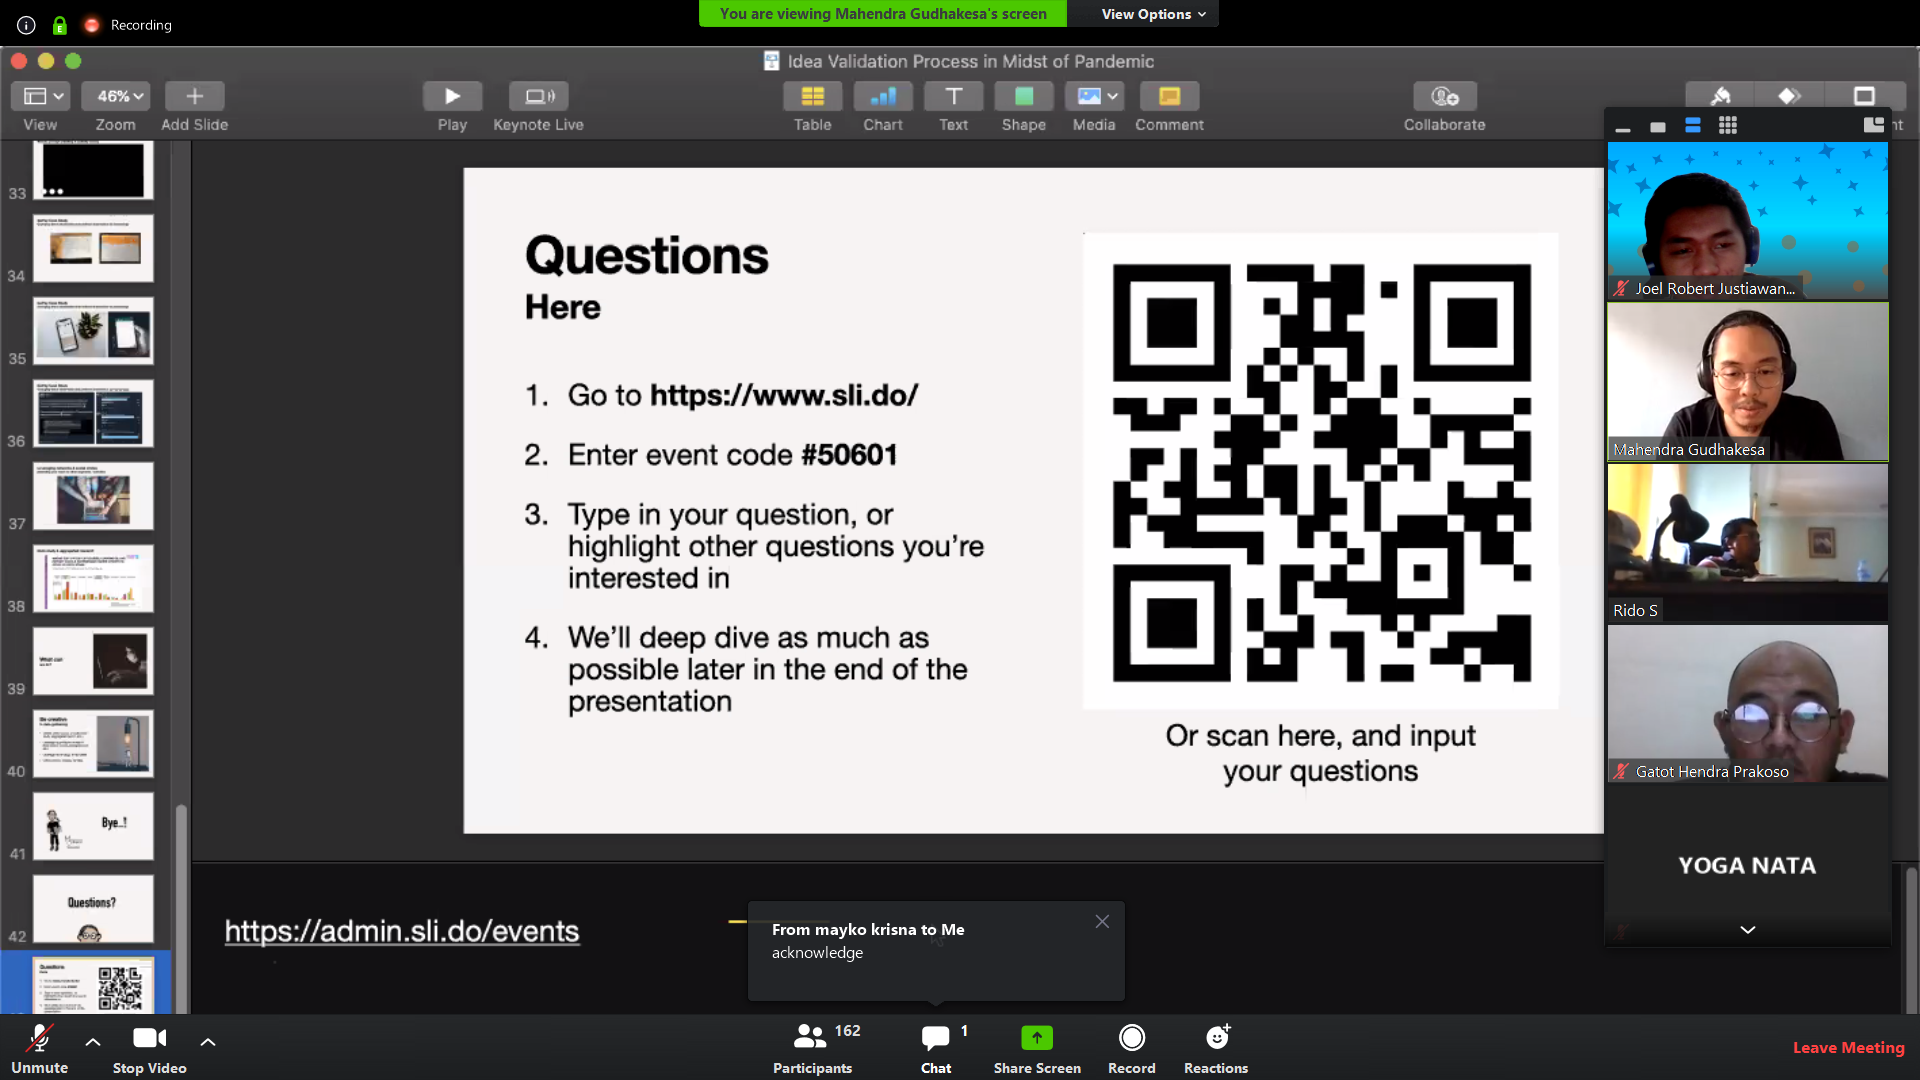 Recording
You are viewing Mahendra Gudhakesa's screen
View Options
Idea Validation Process in Midst of Pandemic
46%
View
Zoom
Add Slide
Play
Keynote Live
Table
Chart
Text
Shape
Media
Comment
Collaborate
33
34
35
36
37
38
39
40
41
42
What can
Be creative
Bye..!
Questions?
Questions
Questions
Here
1. Go to https://www.sli.do/
2. Enter event code #50601
3. Type in your question, or
highlight other questions you're
interested in
4. We'll deep dive as much as
possible later in the end of the
presentation
Or scan here, and input
your questions
Joel Robert Justiawan...
Mahendra Gudhakesa
Rido S
Gatot Hendra Prakoso
YOGA NATA
https://admin.sli.do/events
From mayko krisna to Me
acknowledge
Unmute
Stop Video
162
Participants
1
Chat
Share Screen
Record
Reactions
Leave Meeting